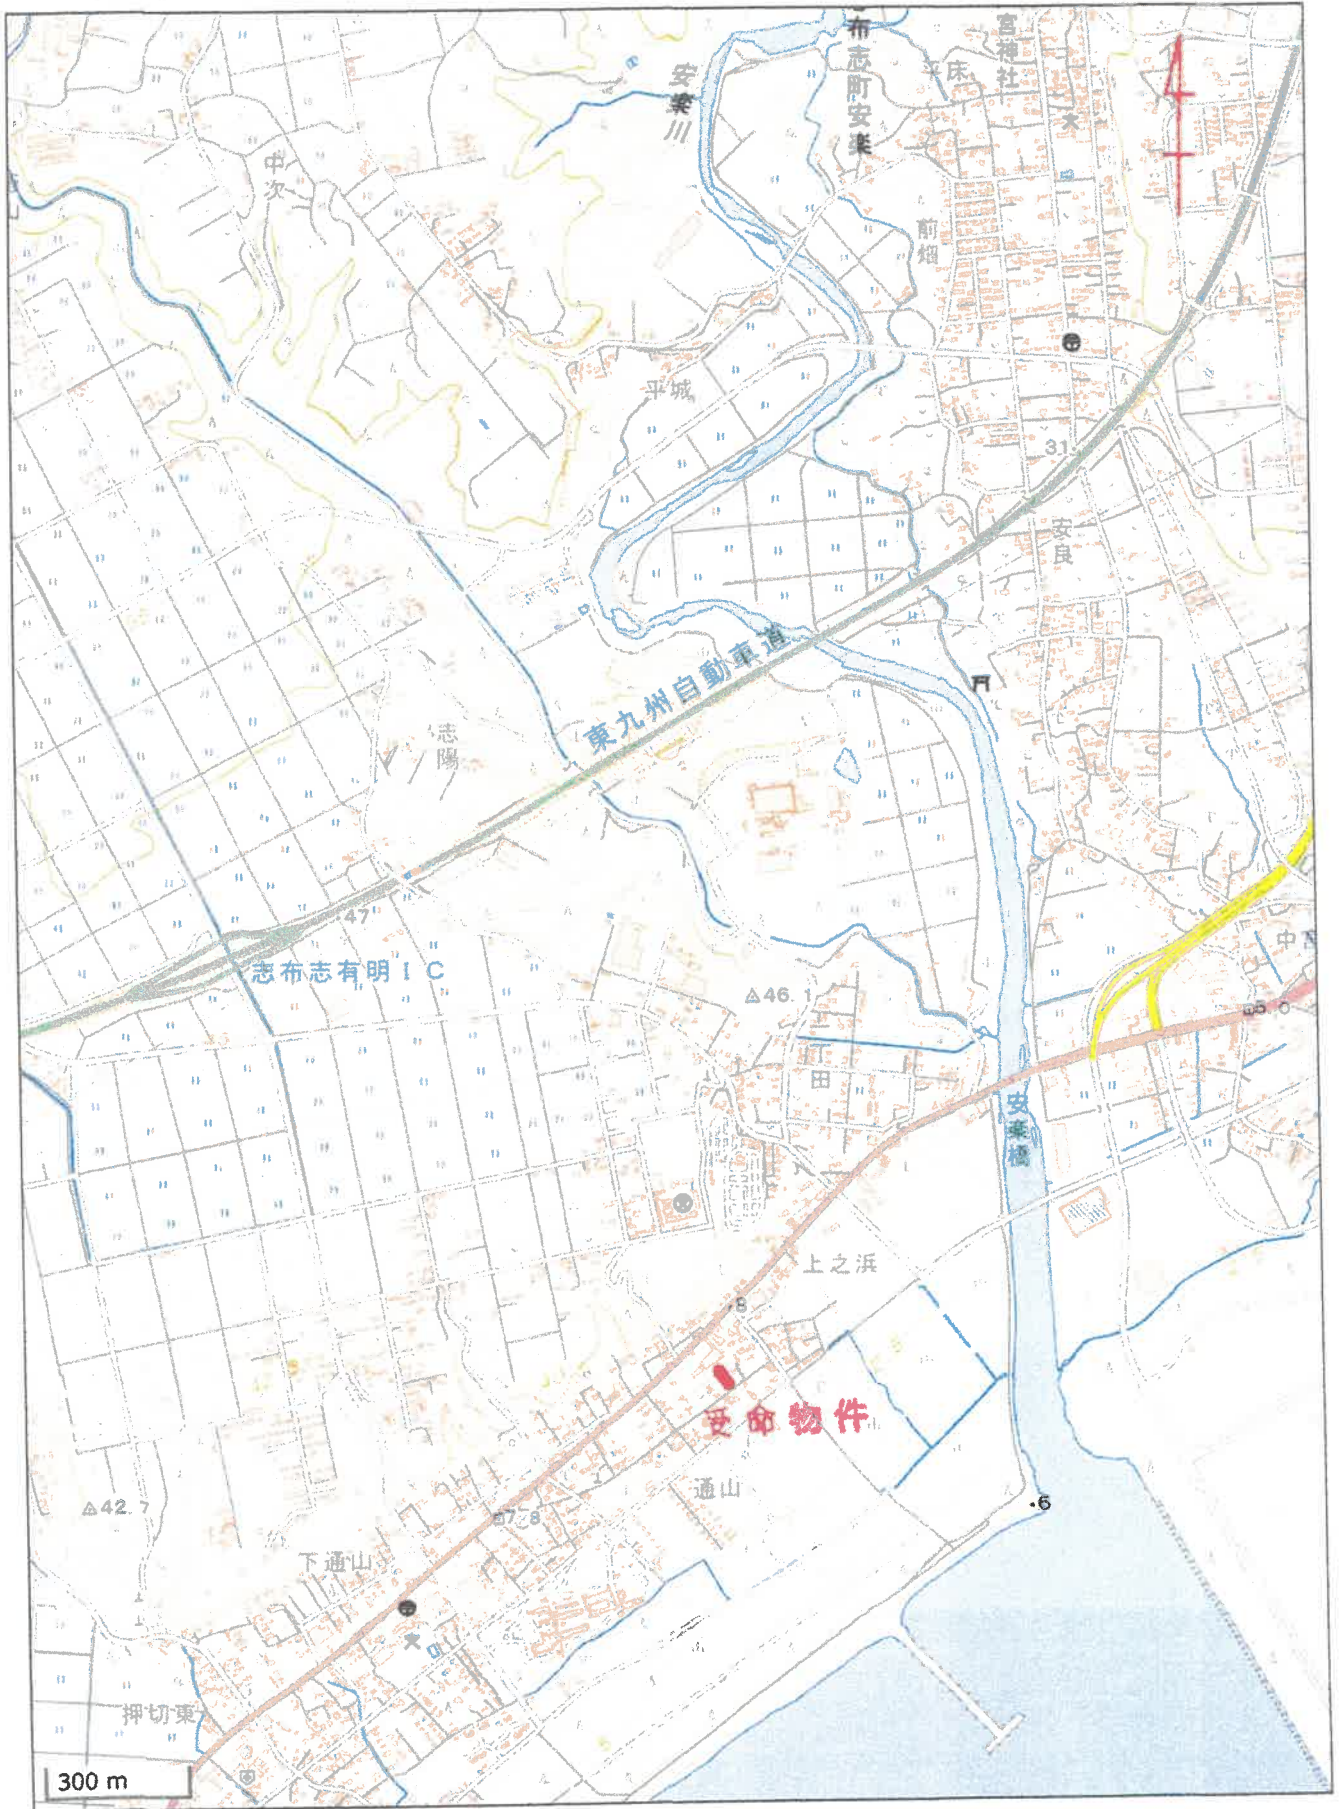 布志町安楽
宮神社
安楽川
床
中次
前畑
平城
31
安良
東九州自動車道
志陽
47
志布志有明IC
中
△46.1
5.0
二丁田
安楽橋
上之浜
8
受命物件
通山
△42.7
7.8
6
下通山
押切東
300 m